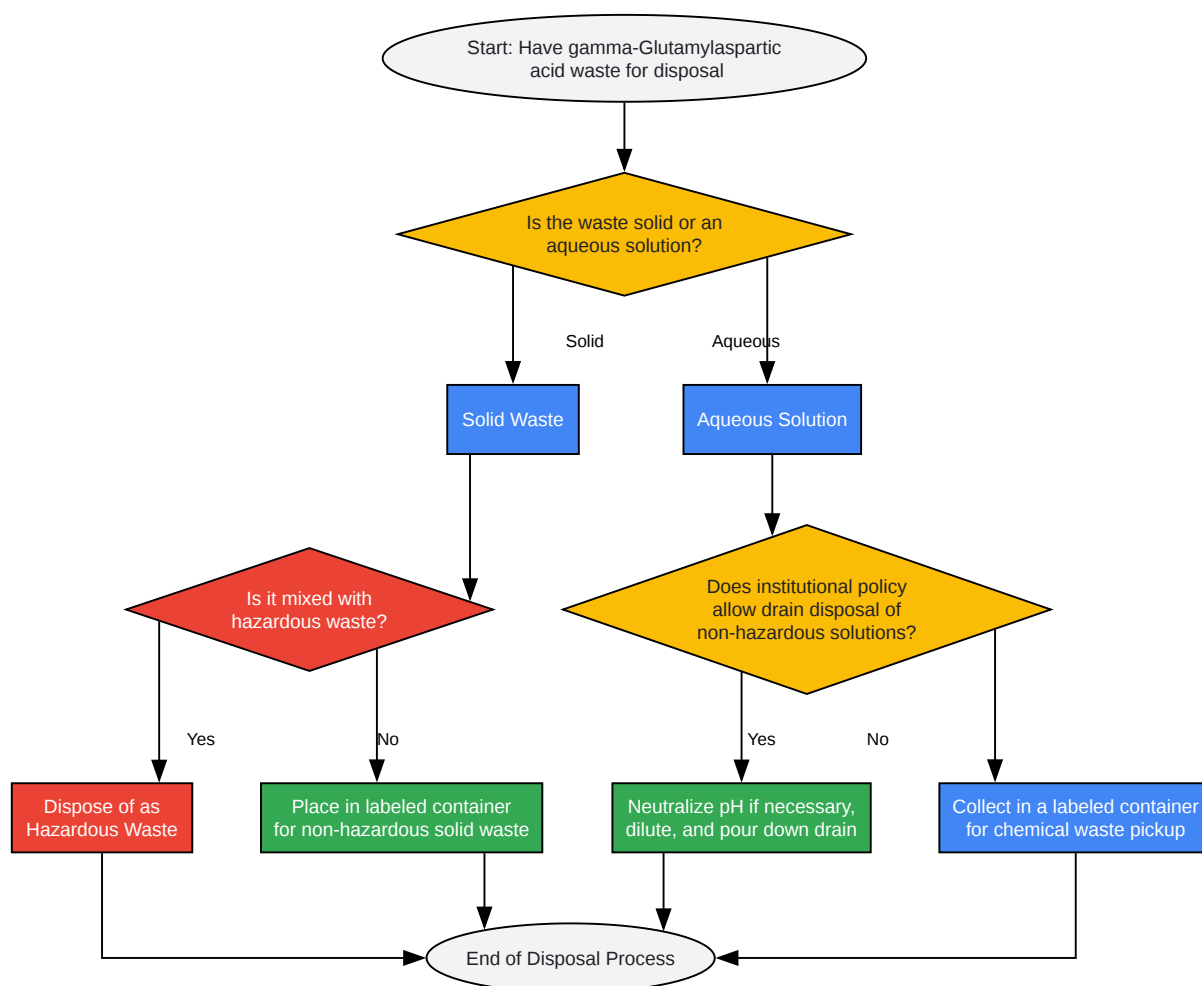 Start: Have gamma-Glutamylaspartic
acid waste for disposal
Is the waste solid or an
aqueous solution?
Solid
Aqueous
Solid Waste
Aqueous Solution
Is it mixed with
hazardous waste?
Does institutional policy
allow drain disposal of
non-hazardous solutions?
Yes
No
Yes
No
Dispose of as
Hazardous Waste
Place in labeled container
for non-hazardous solid waste
Neutralize pH if necessary,
dilute, and pour down drain
Collect in a labeled container
for chemical waste pickup
End of Disposal Process